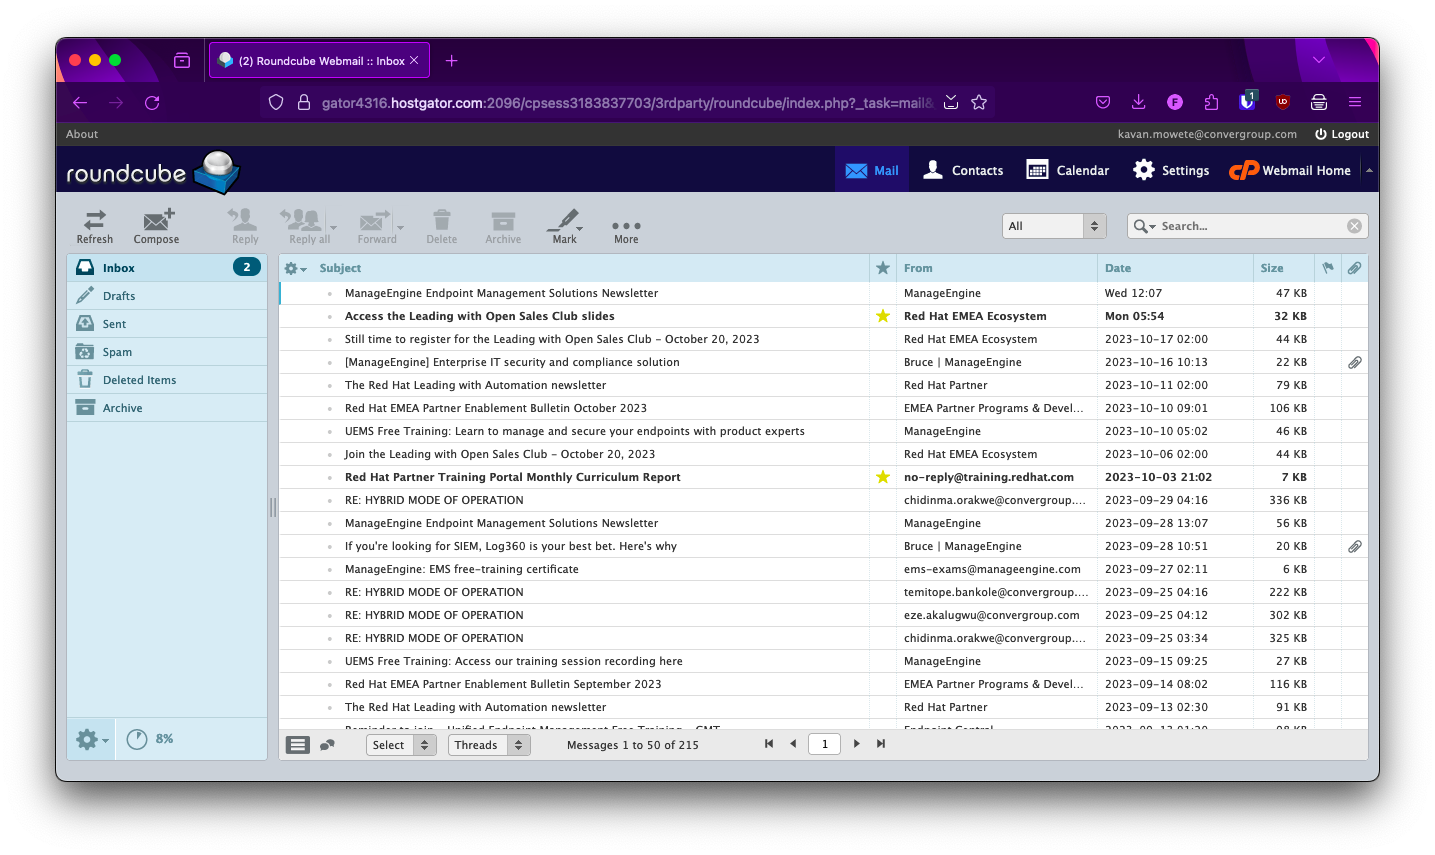 (2) Roundcube Webmail :: Inbox
gator4316.hostgator.com:2096/cpsess3183837703/3rdparty/roundcube/index.php?_task=mail&
1
About
kavan.mowete@convergroup.com Logout
roundcube
Mail Contacts Calendar Settings cP Webmail Home
Refresh Compose Reply Reply all Forward Delete Archive Mark More
All Search...
Inbox 2
Drafts
Sent
Spam
Deleted Items
Archive
8%
Subject From Date Size
ManageEngine Endpoint Management Solutions Newsletter ManageEngine Wed 12:07 47 KB
Access the Leading with Open Sales Club slides Red Hat EMEA Ecosystem Mon 05:54 32 KB
Still time to register for the Leading with Open Sales Club - October 20, 2023 Red Hat EMEA Ecosystem 2023-10-17 02:00 44 KB
[ManageEngine] Enterprise IT security and compliance solution Bruce | ManageEngine 2023-10-16 10:13 22 KB
The Red Hat Leading with Automation newsletter Red Hat Partner 2023-10-11 02:00 79 KB
Red Hat EMEA Partner Enablement Bulletin October 2023 EMEA Partner Programs & Devel... 2023-10-10 09:01 106 KB
UEMS Free Training: Learn to manage and secure your endpoints with product experts ManageEngine 2023-10-10 05:02 46 KB
Join the Leading with Open Sales Club - October 20, 2023 Red Hat EMEA Ecosystem 2023-10-06 02:00 44 KB
Red Hat Partner Training Portal Monthly Curriculum Report no-reply@training.redhat.com 2023-10-03 21:02 7 KB
RE: HYBRID MODE OF OPERATION chidinma.orakwe@convergroup.... 2023-09-29 04:16 336 KB
ManageEngine Endpoint Management Solutions Newsletter ManageEngine 2023-09-28 13:07 56 KB
If you're looking for SIEM, Log360 is your best bet. Here's why Bruce | ManageEngine 2023-09-28 10:51 20 KB
ManageEngine: EMS free-training certificate ems-exams@manageengine.com 2023-09-27 02:11 6 KB
RE: HYBRID MODE OF OPERATION temitope.bankole@convergroup.... 2023-09-25 04:16 222 KB
RE: HYBRID MODE OF OPERATION eze.akalugwu@convergroup.com 2023-09-25 04:12 302 KB
RE: HYBRID MODE OF OPERATION chidinma.orakwe@convergroup.... 2023-09-25 03:34 325 KB
UEMS Free Training: Access our training session recording here ManageEngine 2023-09-15 09:25 27 KB
Red Hat EMEA Partner Enablement Bulletin September 2023 EMEA Partner Programs & Devel... 2023-09-14 08:02 116 KB
The Red Hat Leading with Automation newsletter Red Hat Partner 2023-09-13 02:30 91 KB
Reminder to join - Unified Endpoint Management Free Training - GMT Endpoint Central
Select Threads Messages 1 to 50 of 215 1